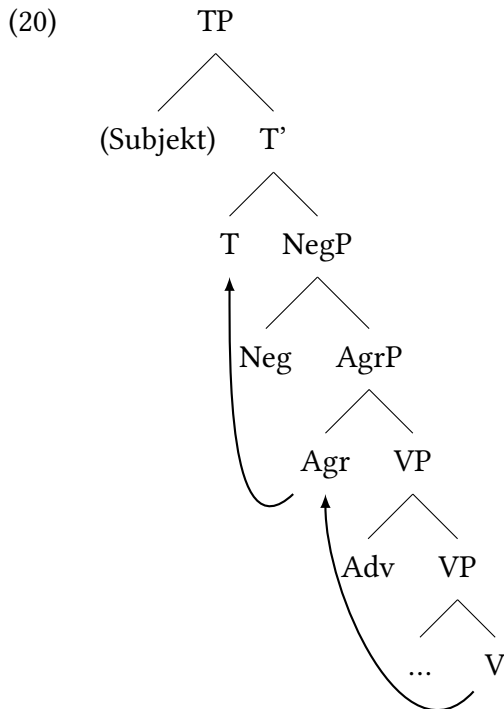 (20) TP
(Subjekt) T’
T NegP
Neg AgrP
Agr VP
Adv VP
... V